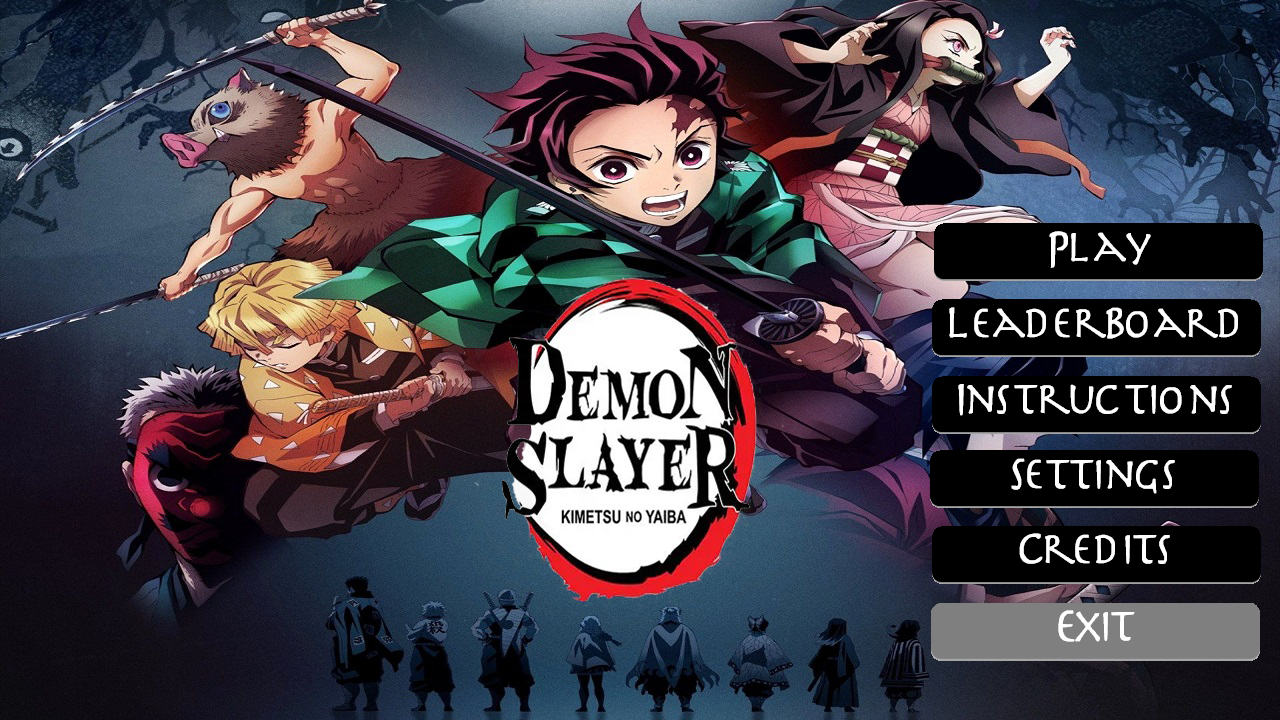 DEMON
SLAYER
KIMETSU NO YAIBA
PLAY
LEADERBOARD
INSTRUCTIONS
SETTINGS
CREDITS
EXIT